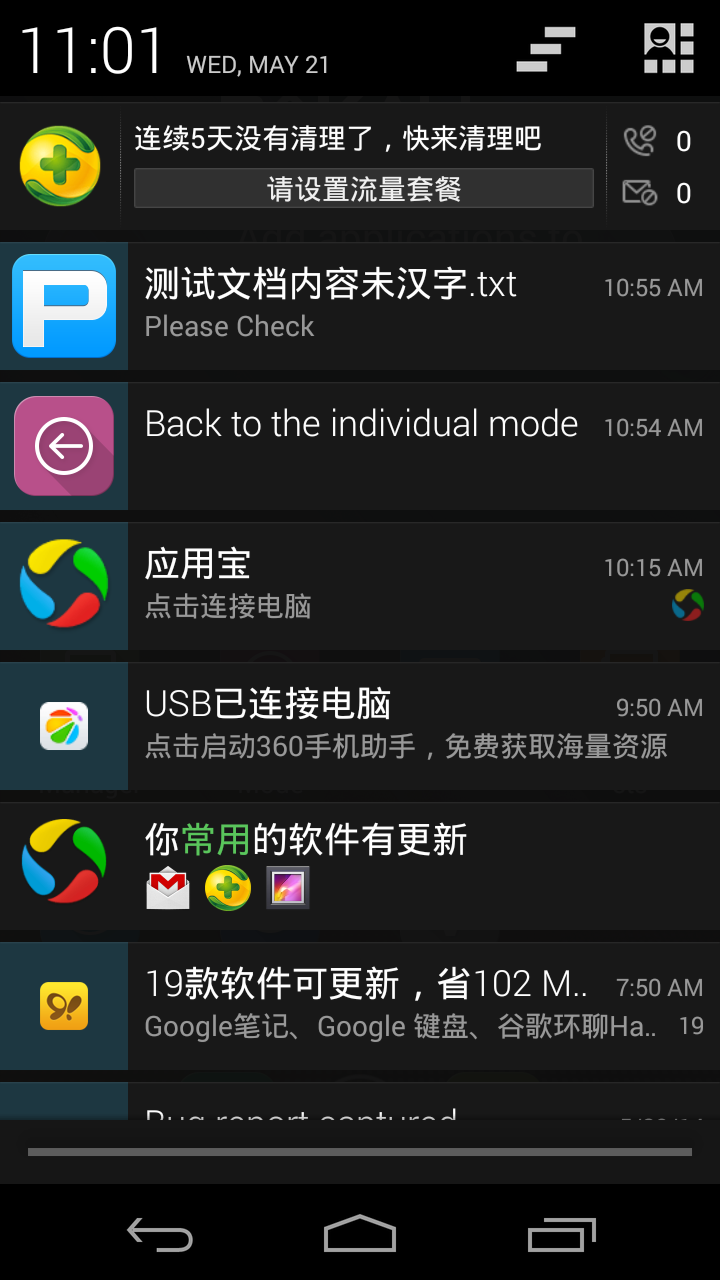 11:01 WED, MAY 21
连续5天没有清理了，快来清理吧
0
请设置流量套餐
0
测试文档内容未汉字.txt
10:55 AM
Please Check
Back to the individual mode
10:54 AM
应用宝
10:15 AM
点击连接电脑
USB已连接电脑
9:50 AM
点击启动360手机助手，免费获取海量资源
你常用的软件有更新
19款软件可更新，省102 M..
7:50 AM
Google笔记、Google 键盘、谷歌环聊Ha..
19
Bug report captured